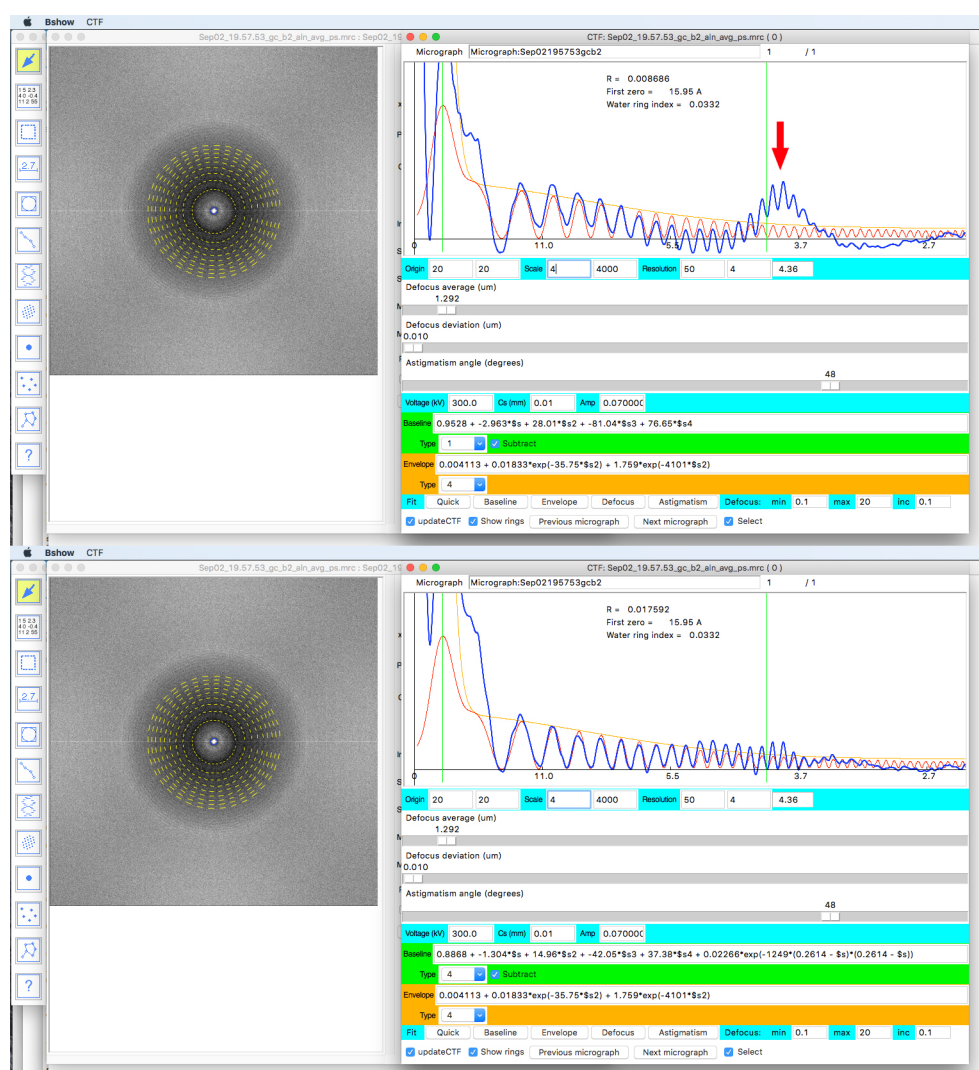 Bshow CTF
Sep02_19.57.53_gc_b2_aln_avg_ps.mrc : Sep02_19
CTF: Sep02_19.57.53_gc_b2_aln_avg_ps.mrc ( 0 )
Micrograph Micrograph:Sep02195753gcb2 1 / 1
R = 0.008686
First zero = 15.95 A
Water ring index = 0.0332
0 11.0 5.5 3.7 2.7
Origin 20 20 Scale 4 4000 Resolution 50 4 4.36
Defocus average (um)
1.292
Defocus deviation (um)
0.010
Astigmatism angle (degrees)
48
Voltage (kV) 300.0 Cs (mm) 0.01 Amp 0.07000
Baseline 0.9528 + -2.963*$s + 28.01*$s2 + -81.04*$s3 + 76.65*$s4
Type 1 Subtract
Envelope 0.004113 + 0.01833*exp(-35.75*$s2) + 1.759*exp(-4101*$s2)
Type 4
Fit Quick Baseline Envelope Defocus Astigmatism Defocus: min 0.1 max 20 inc 0.1
updateCTF Show rings Previous micrograph Next micrograph Select
Bshow CTF
Sep02_19.57.53_gc_b2_aln_avg_ps.mrc : Sep02_19
CTF: Sep02_19.57.53_gc_b2_aln_avg_ps.mrc ( 0 )
Micrograph Micrograph:Sep02195753gcb2 1 / 1
R = 0.017592
First zero = 15.95 A
Water ring index = 0.0332
0 11.0 5.5 3.7 2.7
Origin 20 20 Scale 4 4000 Resolution 50 4 4.36
Defocus average (um)
1.292
Defocus deviation (um)
0.010
Astigmatism angle (degrees)
48
Voltage (kV) 300.0 Cs (mm) 0.01 Amp 0.07000
Baseline 0.8868 + -1.304*$s + 14.96*$s2 + -42.05*$s3 + 37.38*$s4 + 0.02266*exp(-1249*(0.2614 - $s)*(0.2614 - $s))
Type 4 Subtract
Envelope 0.004113 + 0.01833*exp(-35.75*$s2) + 1.759*exp(-4101*$s2)
Type 4
Fit Quick Baseline Envelope Defocus Astigmatism Defocus: min 0.1 max 20 inc 0.1
updateCTF Show rings Previous micrograph Next micrograph Select